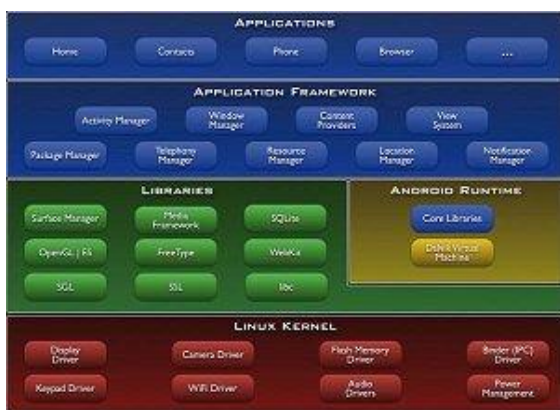 APPLICATIONS
Home Contacts Phone Browser ...
APPLICATION FRAMEWORK
Activity Manager
Window
Manager
Content
Providers
View
System
Package Manager
Telephony
Manager
Resource
Manager
Location
Manager
Notification
Manager
LIBRARIES
Surface Manager
Media
Framework
SQLite
OpenGL | ES
FreeType
WebKit
SGL
SSL
libc
ANDROID RUNTIME
Core Libraries
Dalvik Virtual
Machine
LINUX KERNEL
Display
Driver
Camera Driver
Flash Memory
Driver
Binder (IPC)
Driver
Keypad Driver
WiFi Driver
Audio
Drivers
Power
Management